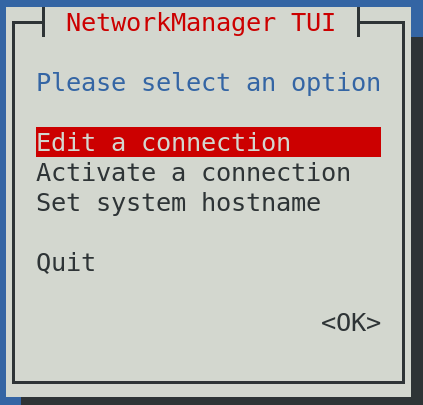 NetworkManager TUI
Please select an option
Edit a connection
Activate a connection
Set system hostname
Quit
<OK>